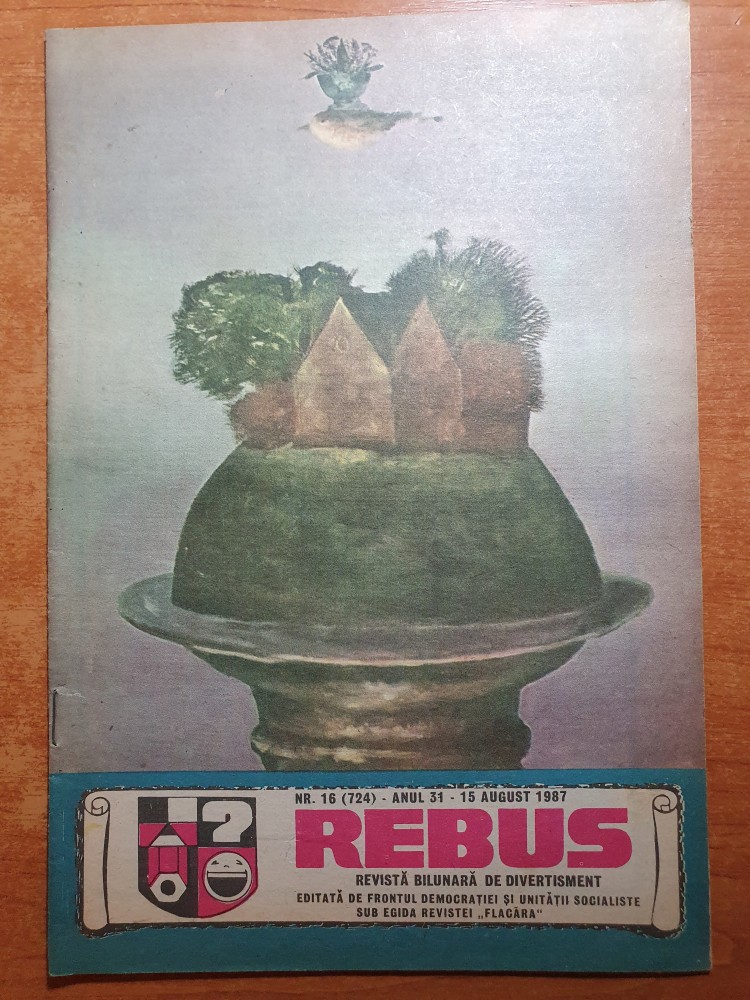 NR. 16 (724) - ANUL 31 - 15 AUGUST 1987
?
REBUS
REVISTĂ BILUNARĂ DE DIVERTISMENT
EDITATĂ DE FRONTUL DEMOCRAȚIEI ȘI UNITĂȚII SOCIALISTE
SUB EGIDA REVISTEI „FLACĂRA"